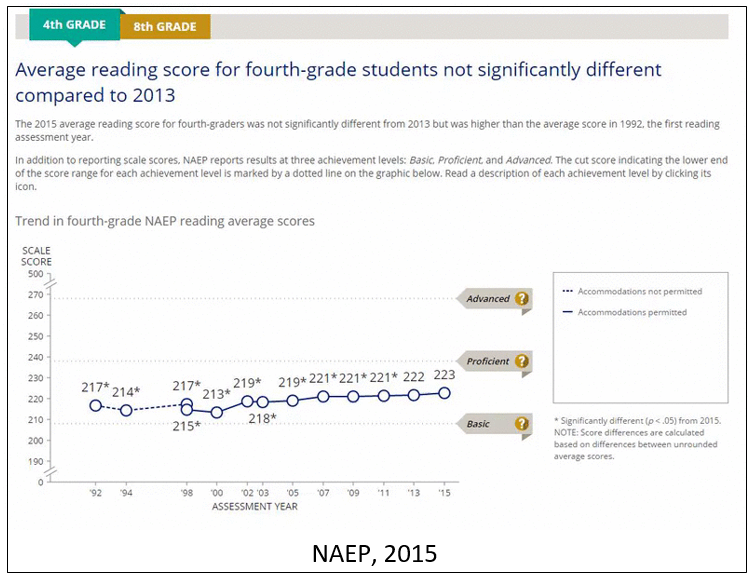 4th GRADE
8th GRADE
Average reading score for fourth-grade students not significantly different
compared to 2013
The 2015 average reading score for fourth-graders was not significantly different from 2013 but was higher than the average score in 1992, the first reading
assessment year.
In addition to reporting scale scores, NAEP reports results at three achievement levels: Basic, Proficient, and Advanced. The cut score indicating the lower end
of the score range for each achievement level is marked by a dotted line on the graphic below. Read a description of each achievement level by clicking its
icon.
Trend in fourth-grade NAEP reading average scores
SCALE
SCORE
500
270
260
250
240
230
220
210
200
190
0
Advanced ?
Proficient ?
Basic ?
217* 214* 217* 213* 219* 219* 221* 221* 221* 222 223
215* 218*
'92 '94 '98 '00 '02 '03 '05 '07 '09 '11 '13 '15
ASSESSMENT YEAR
Accommodations not permitted
Accommodations permitted
* Significantly different (p < .05) from 2015.
NOTE: Score differences are calculated
based on differences between unrounded
average scores.
NAEP, 2015